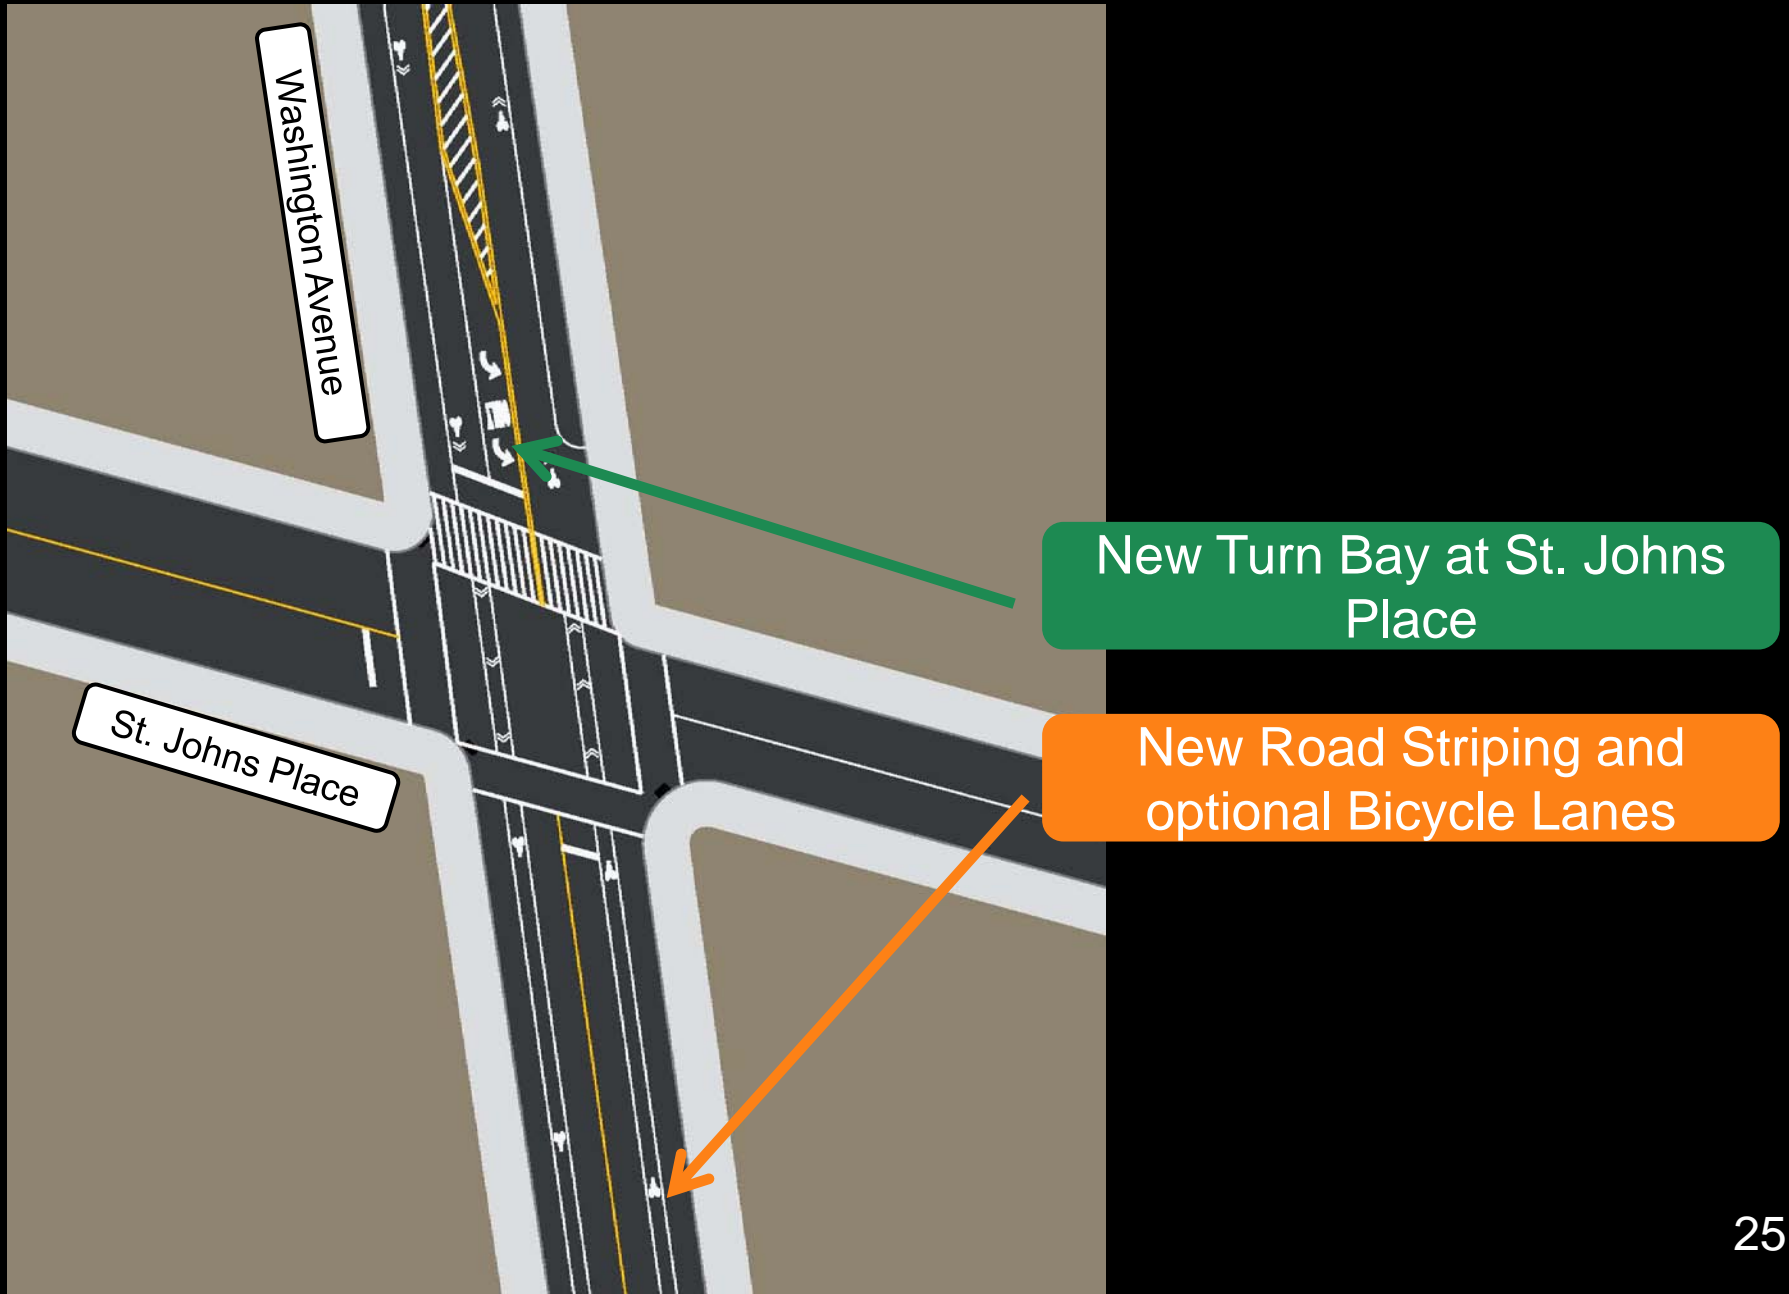 Washington Avenue
St. Johns Place
New Turn Bay at St. Johns
Place
New Road Striping and
optional Bicycle Lanes
25